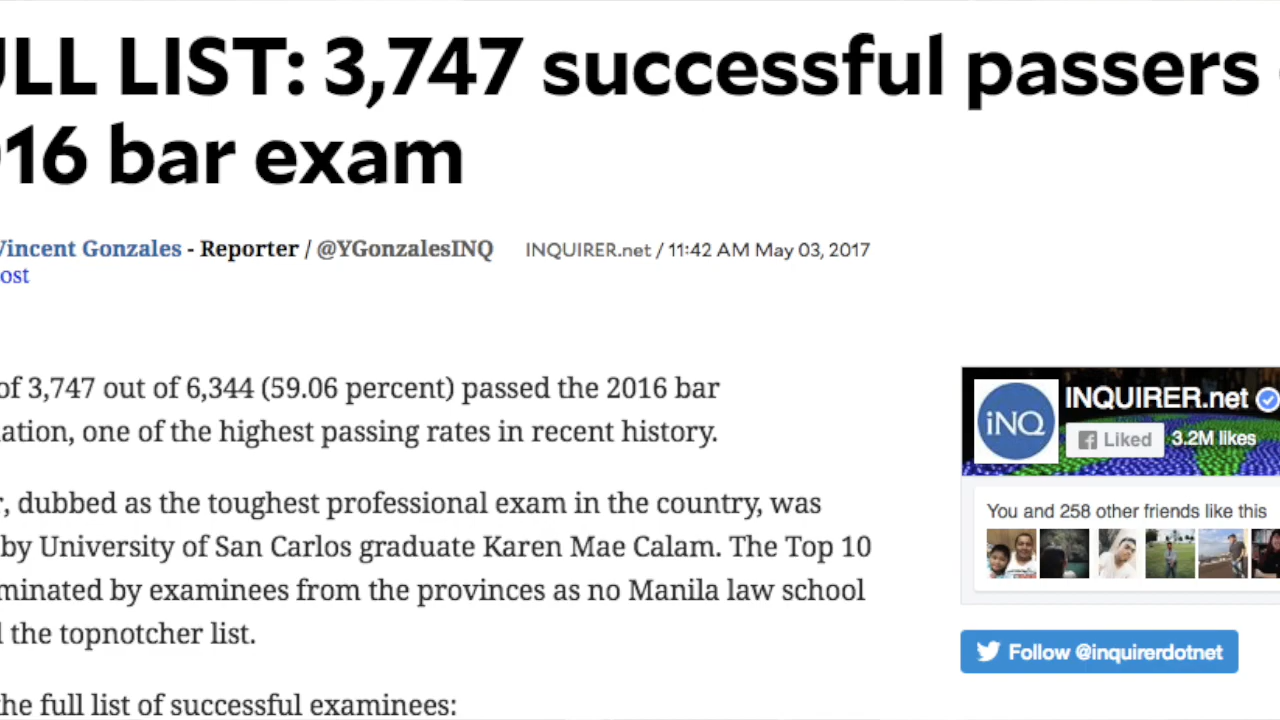 ULL LIST: 3,747 successful passers
16 bar exam
Vincent Gonzales - Reporter / @YGonzalesINQ
INQUIRER.net / 11:42 AM May 03, 2017
ost
of 3,747 out of 6,344 (59.06 percent) passed the 2016 bar
ation, one of the highest passing rates in recent history.
r, dubbed as the toughest professional exam in the country, was
by University of San Carlos graduate Karen Mae Calam. The Top 10
minated by examinees from the provinces as no Manila law school
l the topnotcher list.
he full list of successful examinees:
iNQ
INQUIRER.net
Liked
3.2M likes
You and 258 other friends like this
Follow @inquirerdotnet